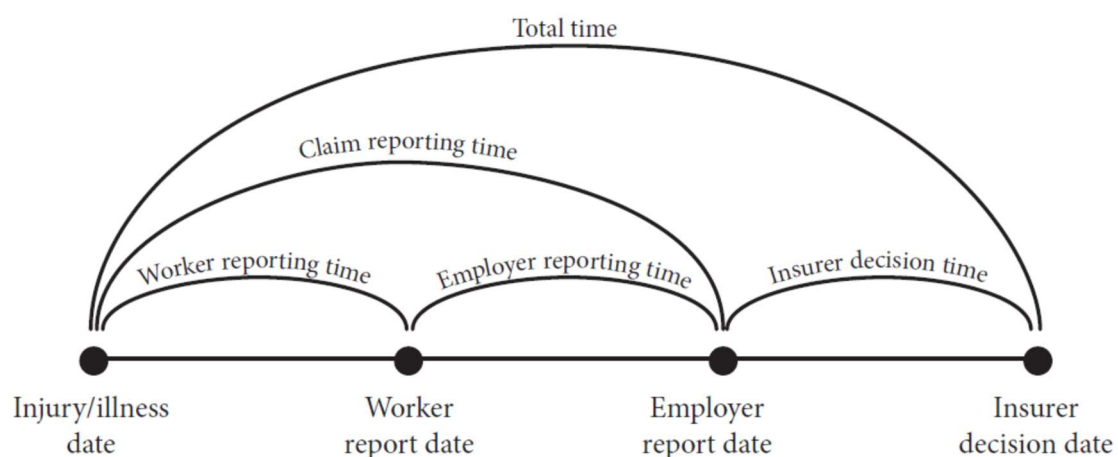 Total time
Claim reporting time
Worker reporting time
Employer reporting time
Insurer decision time
Injury/illness
date
Worker
report date
Employer
report date
Insurer
decision date